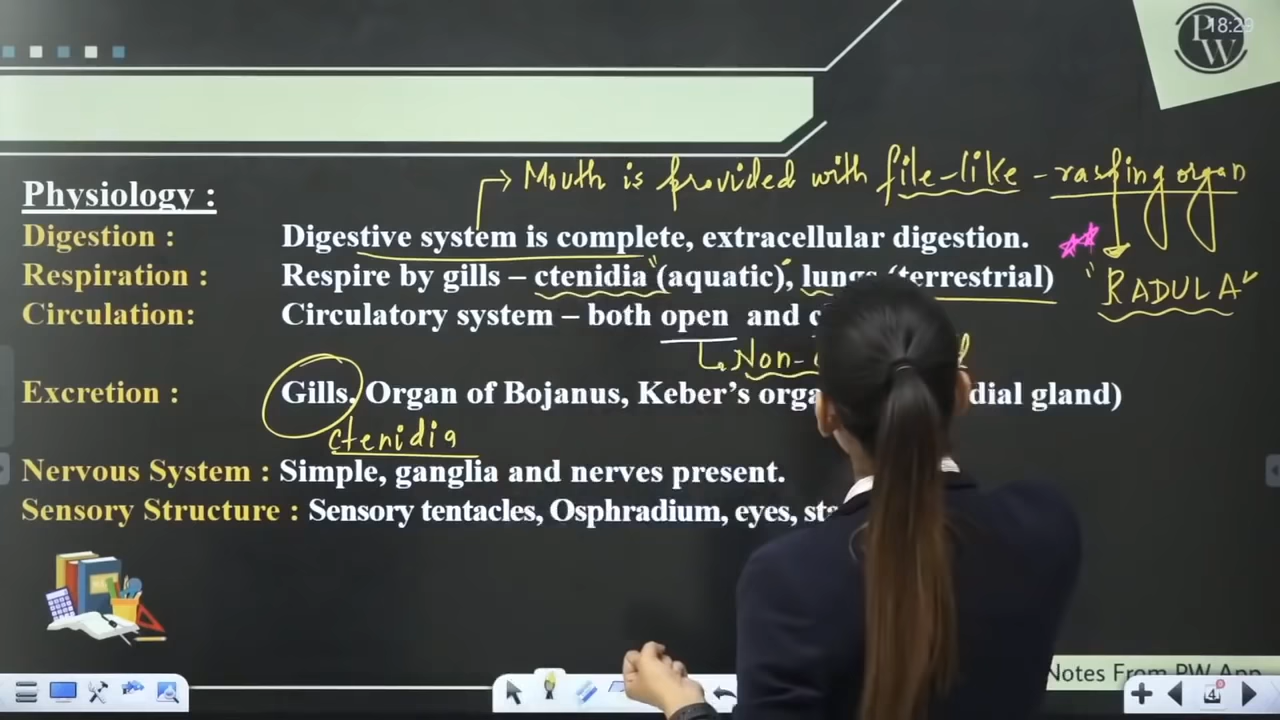 18:29
PW
Mouth is provided with file-like - rasping organ
Physiology :
Digestion : Digestive system is complete, extracellular digestion.
Respiration : Respire by gills – ctenidia (aquatic), lungs (terrestrial) "RADULA"
Circulation: Circulatory system – both open and
Non-
Excretion : Gills, Organ of Bojanus, Keber's dial gland)
ctenidia
Nervous System : Simple, ganglia and nerves present.
Sensory Structure : Sensory tentacles, Osphradium, eyes,
Notes From PW App
4